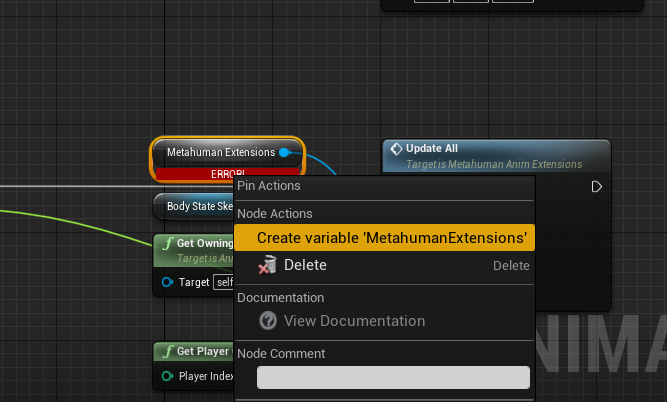 Metahuman Extensions
ERROR!
Update All
Target is Metahuman Anim Extensions
Pin Actions
Body State Ske
Node Actions
Create variable 'MetahumanExtensions'
Get Owning
Target is Ani
Delete Delete
Target self
Documentation
View Documentation
Get Player
Node Comment
Player Index
NIMA